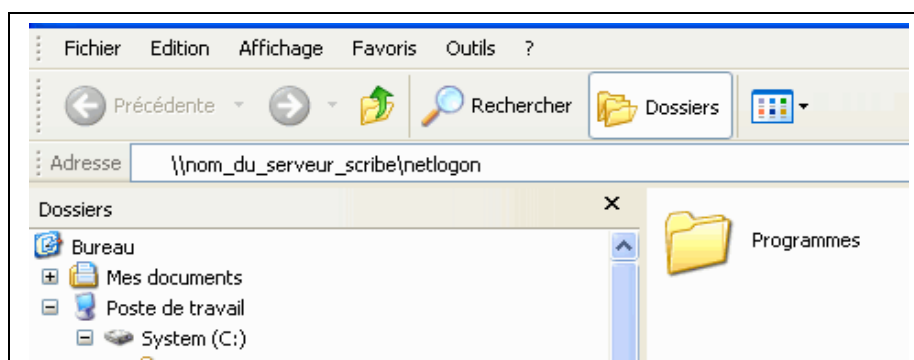 Fichier Edition Affichage Favoris Outils ?
Précédente Rechercher Dossiers
Adresse \\nom_du_serveur_scribe\netlogon
Dossiers
Bureau
Mes documents
Poste de travail
System (C:)
Programmes